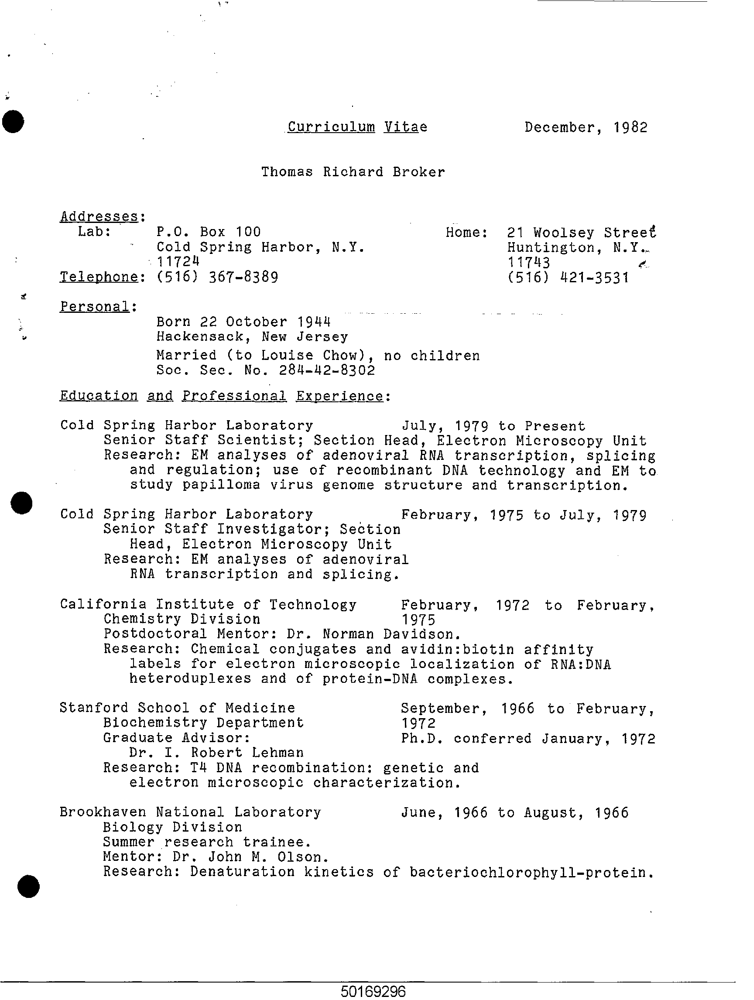 Curriculum Vitae December, 1982
Thomas Richard Broker
Addresses:
Lab: P.O. Box 100 Home: 21 Woolsey Street
Cold Spring Harbor, N.Y. Huntington, N.Y.
11724 11743
Telephone: (516) 367-8389 (516) 421-3531
Personal:
Born 22 October 1944
Hackensack, New Jersey
Married (to Louise Chow), no children
Soc. Sec. No. 284-42-8302
Education and Professional Experience:
Cold Spring Harbor Laboratory July, 1979 to Present
Senior Staff Scientist; Section Head, Electron Microscopy Unit
Research: EM analyses of adenoviral RNA transcription, splicing
and regulation; use of recombinant DNA technology and EM to
study papilloma virus genome structure and transcription.
Cold Spring Harbor Laboratory February, 1975 to July, 1979
Senior Staff Investigator; Section
Head, Electron Microscopy Unit
Research: EM analyses of adenoviral
RNA transcription and splicing.
California Institute of Technology February, 1972 to February,
Chemistry Division 1975
Postdoctoral Mentor: Dr. Norman Davidson.
Research: Chemical conjugates and avidin:biotin affinity
labels for electron microscopic localization of RNA:DNA
heteroduplexes and of protein-DNA complexes.
Stanford School of Medicine September, 1966 to February,
Biochemistry Department 1972
Graduate Advisor: Ph.D. conferred January, 1972
Dr. I. Robert Lehman
Research: T4 DNA recombination: genetic and
electron microscopic characterization.
Brookhaven National Laboratory June, 1966 to August, 1966
Biology Division
Summer research trainee.
Mentor: Dr. John M. Olson.
Research: Denaturation kinetics of bacteriochlorophyll-protein.
50169296